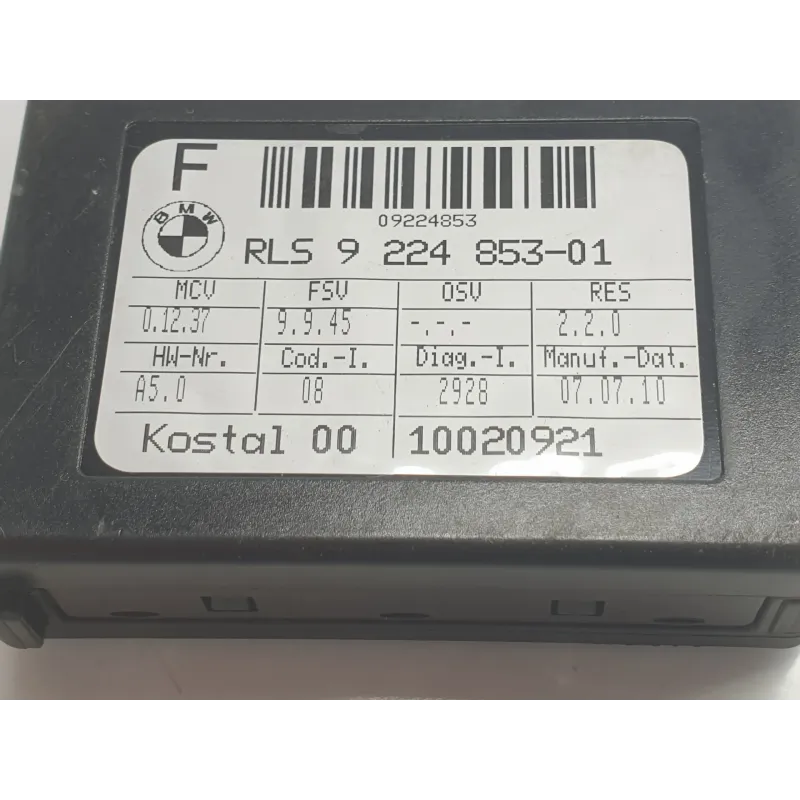 F
09224853
BMW
RLS 9 224 853-01
MCV FSV OSV RES
0.12.37 9.9.45 -.-.- 2.2.0
HW-Nr. Cod.-I. Diag.-I. Manuf.-Dat.
A5.0 08 2928 07.07.10
Kostal 00 10020921